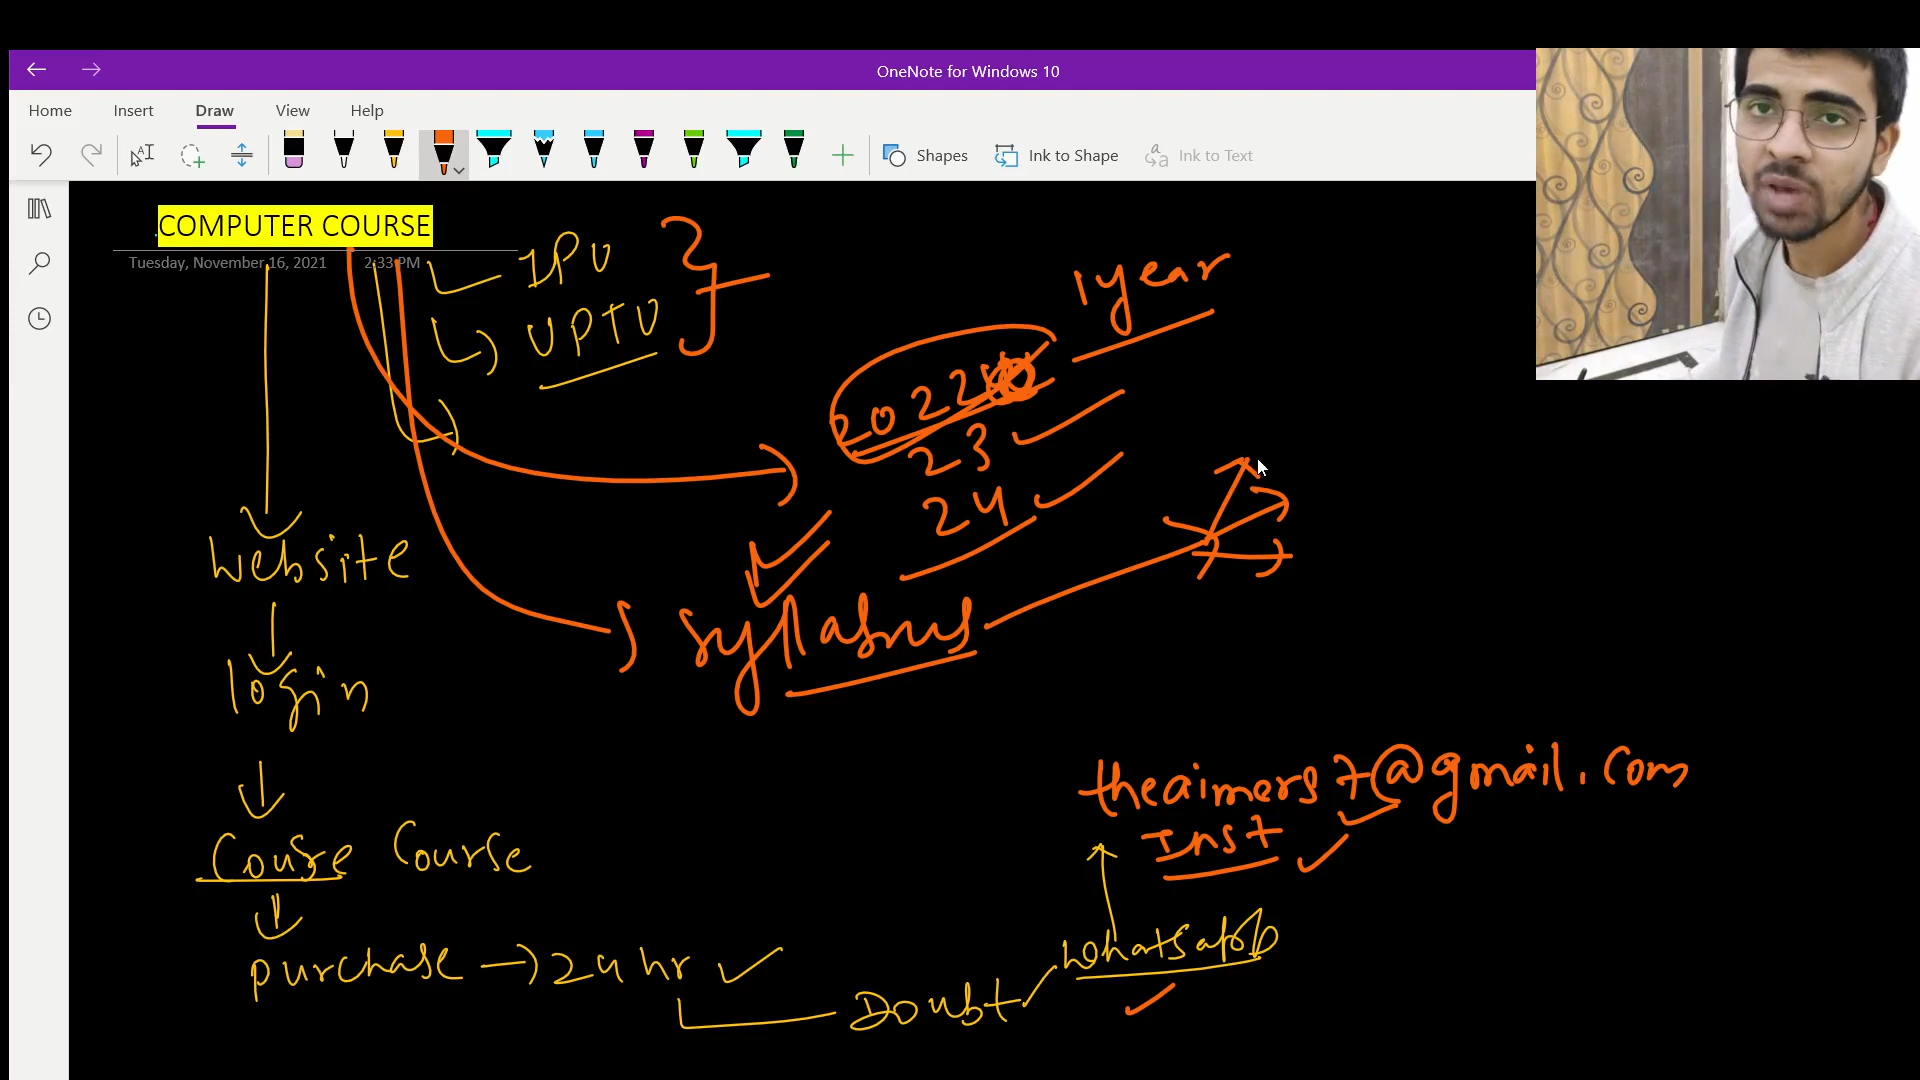 OneNote for Windows 10
Home Insert Draw View Help
Shapes Ink to Shape Ink to Text
COMPUTER COURSE
Tuesday, November 16, 2021 2:33 PM
IPU
UPTU
1year
2022
23
24
website
syllabus
login
theaimers7@gmail.com
Inst
Course Course
whatsapp
purchase → 24 hr
Doubt